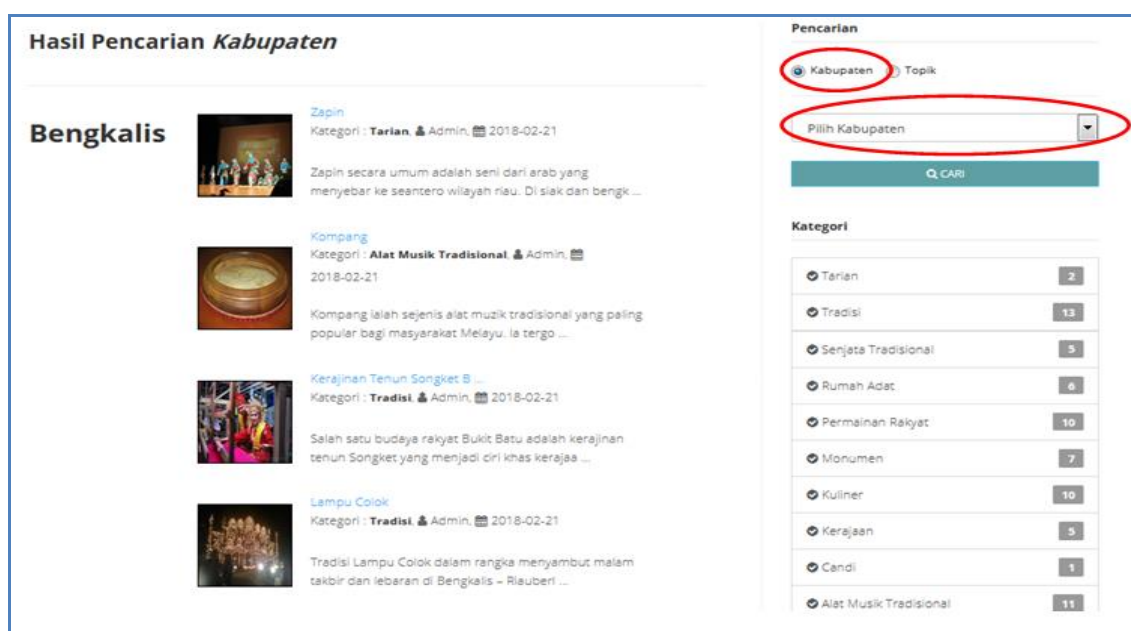 Hasil Pencarian Kabupaten
Bengkalis
Zapin
Kategori : Tarian, Admin, 2018-02-21
Zapin secara umum adalah seni dari arab yang
menyebar ke seantero wilayah riau. Di siak dan bengk ...
Kompang
Kategori : Alat Musik Tradisional, Admin,
2018-02-21
Kompang ialah sejenis alat muzik tradisional yang paling
popular bagi masyarakat Melayu. Ia tergo ...
Kerajinan Tenun Songket B ...
Kategori : Tradisi, Admin, 2018-02-21
Salah satu budaya rakyat Bukit Batu adalah kerajinan
tenun Songket yang menjadi ciri khas kerajaa ...
Lampu Colok
Kategori : Tradisi, Admin, 2018-02-21
Tradisi Lampu Colok dalam rangka menyambut malam
takbir dan lebaran di Bengkalis – Riauberl ...
Pencarian
Kabupaten Topik
Pilih Kabupaten
CARI
Kategori
Tarian 2
Tradisi 13
Senjata Tradisional 5
Rumah Adat 6
Permainan Rakyat 10
Monumen 7
Kuliner 10
Kerajaan 5
Candi 1
Alat Musik Tradisional 11